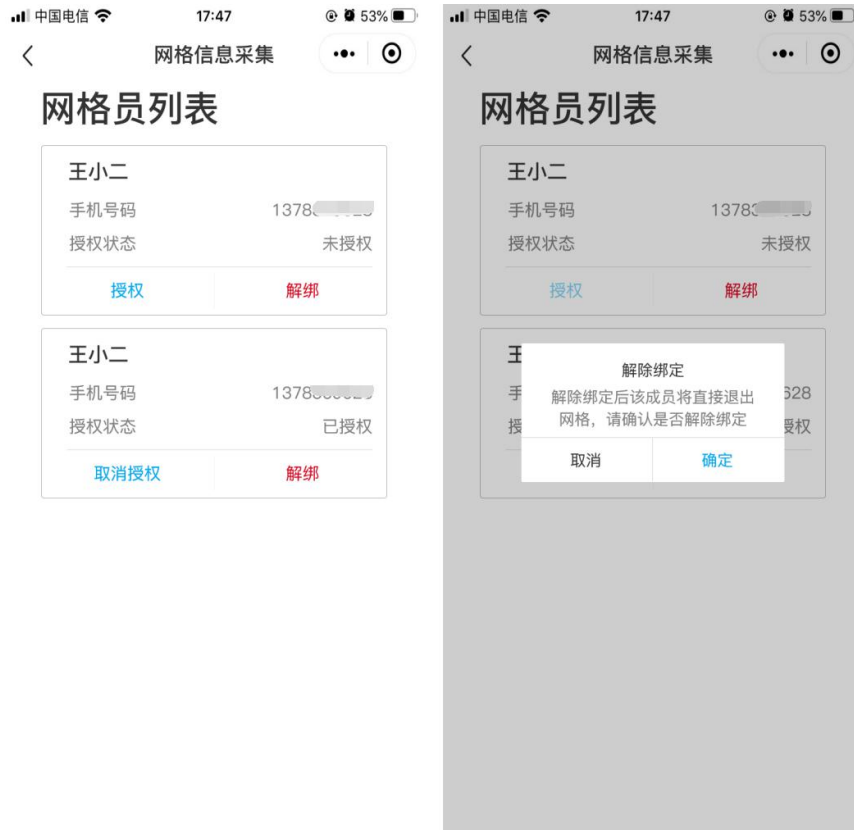 中国电信 17:47 53%
网格信息采集
网格员列表
王小二
手机号码 1378
授权状态 未授权
授权 解绑
王小二
手机号码 1378
授权状态 已授权
取消授权 解绑
中国电信 17:47 53%
网格信息采集
网格员列表
王小二
手机号码 1378
授权状态 未授权
授权 解绑
解除绑定
解除绑定后该成员将直接退出
网格，请确认是否解除绑定
取消 确定
628